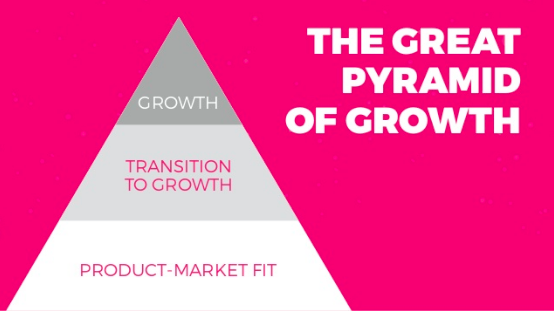 THE GREAT
PYRAMID
OF GROWTH
GROWTH
TRANSITION
TO GROWTH
PRODUCT-MARKET FIT